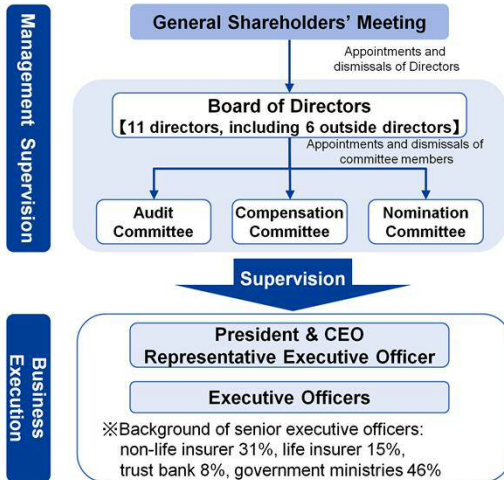 Management Supervision
General Shareholders' Meeting
Appointments and
dismissals of Directors
Board of Directors
【11 directors, including 6 outside directors】
Appointments and dismissals of
committee members
Audit
Committee
Compensation
Committee
Nomination
Committee
Supervision
Business
Execution
President & CEO
Representative Executive Officer
Executive Officers
※Background of senior executive officers:
non-life insurer 31%, life insurer 15%,
trust bank 8%, government ministries 46%